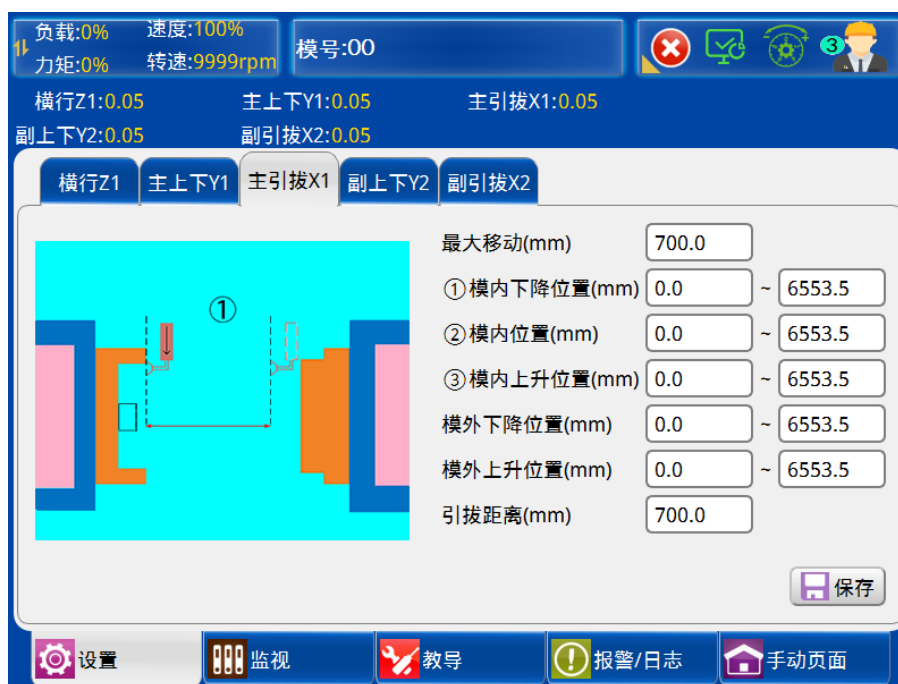 负载:0% 速度:100%
模号:00
力矩:0% 转速:9999rpm
3
横行Z1:0.05 主上下Y1:0.05 主引拔X1:0.05
副上下Y2:0.05 副引拔X2:0.05
横行Z1 主上下Y1 主引拔X1 副上下Y2 副引拔X2
最大移动(mm) 700.0
①模内下降位置(mm) 0.0 ~ 6553.5
①
②模内位置(mm) 0.0 ~ 6553.5
③模内上升位置(mm) 0.0 ~ 6553.5
模外下降位置(mm) 0.0 ~ 6553.5
模外上升位置(mm) 0.0 ~ 6553.5
引拔距离(mm) 700.0
保存
设置 监视 教导 报警/日志 手动页面